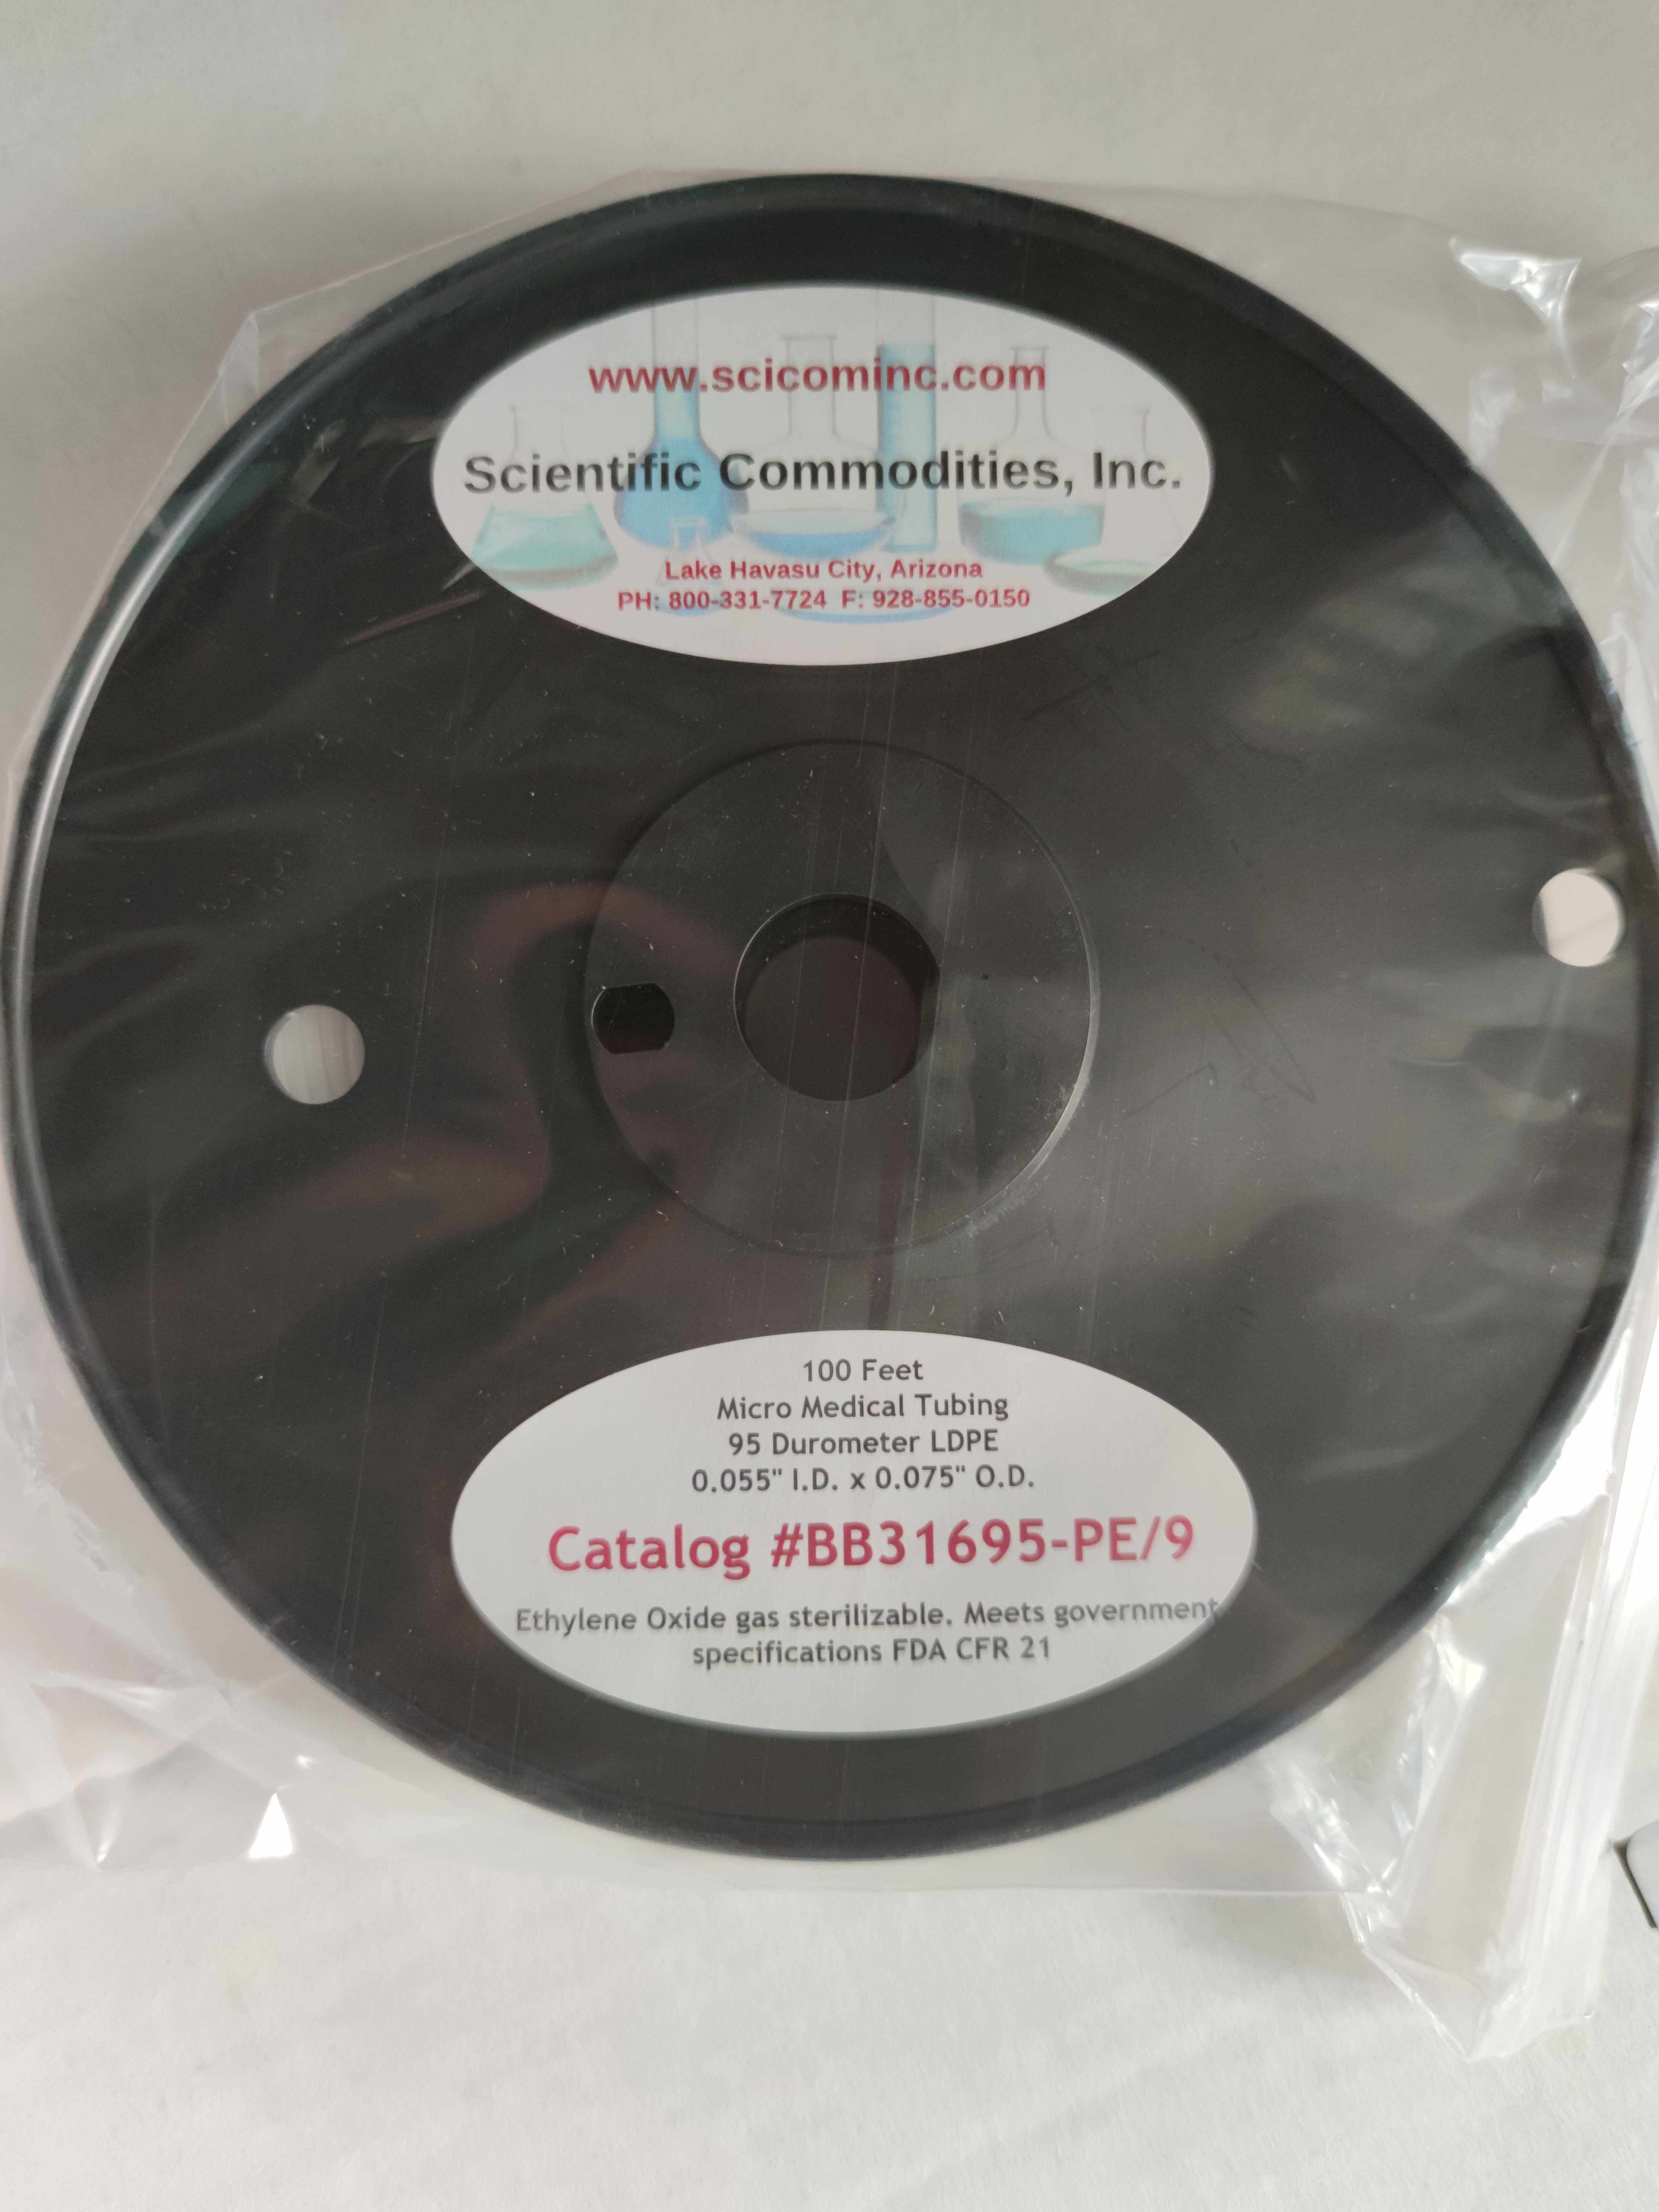 www.scicominc.com
Scientific Commodities, Inc.
Lake Havasu City, Arizona
PH: 800-331-7724 F: 928-855-0150
100 Feet
Micro Medical Tubing
95 Durometer LDPE
0.055" I.D. x 0.075" O.D.
Catalog #BB31695-PE/9
Ethylene Oxide gas sterilizable. Meets government
specifications FDA CFR 21